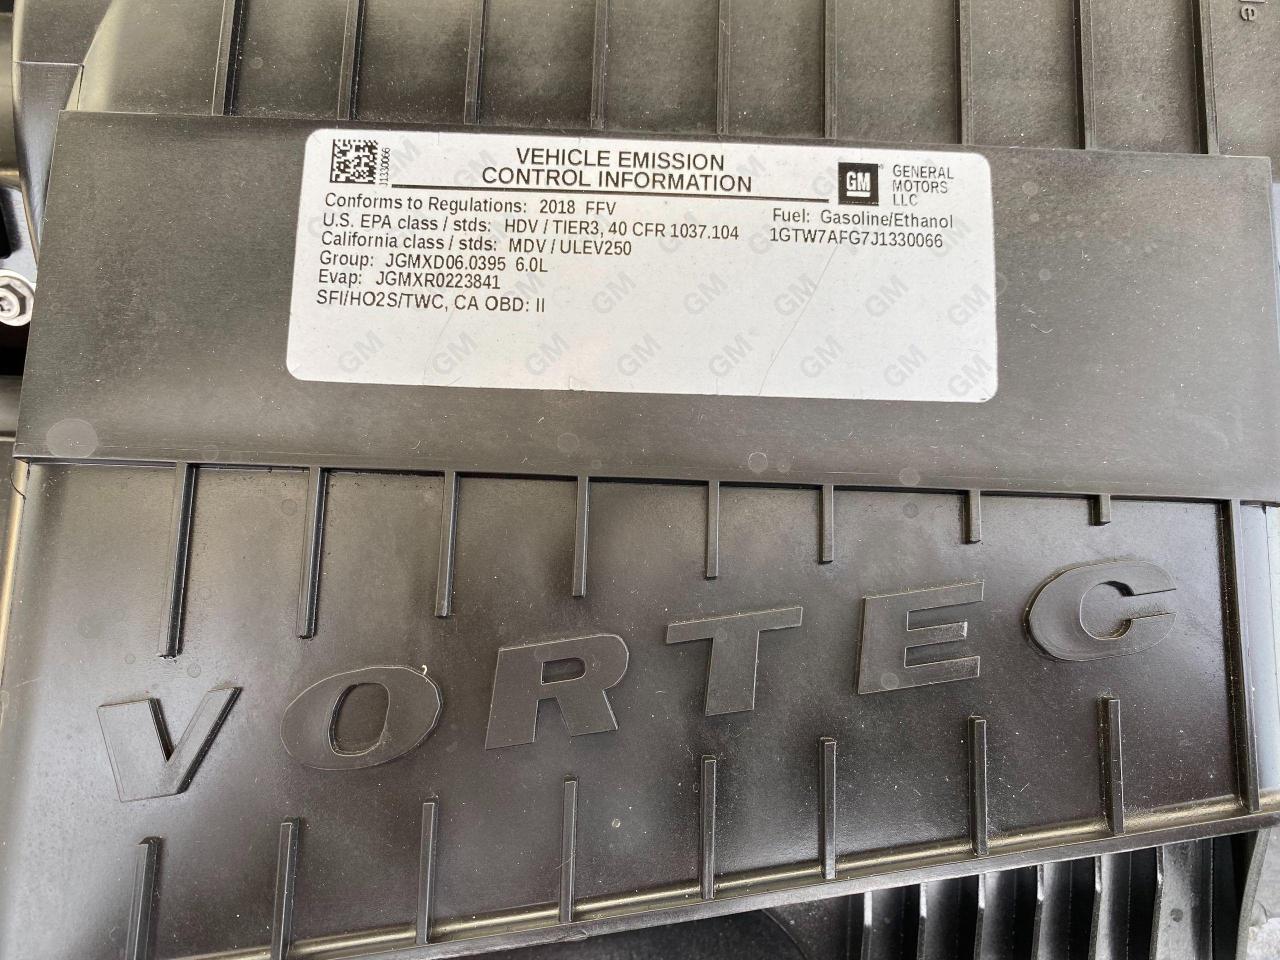 J1330066
VEHICLE EMISSION
CONTROL INFORMATION
GM
GENERAL
MOTORS
LLC
Conforms to Regulations: 2018 FFV
Fuel: Gasoline/Ethanol
U.S. EPA class / stds: HDV / TIER3, 40 CFR 1037.104
1GTW7AFG7J1330066
California class / stds: MDV / ULEV250
Group: JGMXD06.0395 6.0L
Evap: JGMXR0223841
SFI/HO2S/TWC, CA OBD: II
VORTEC